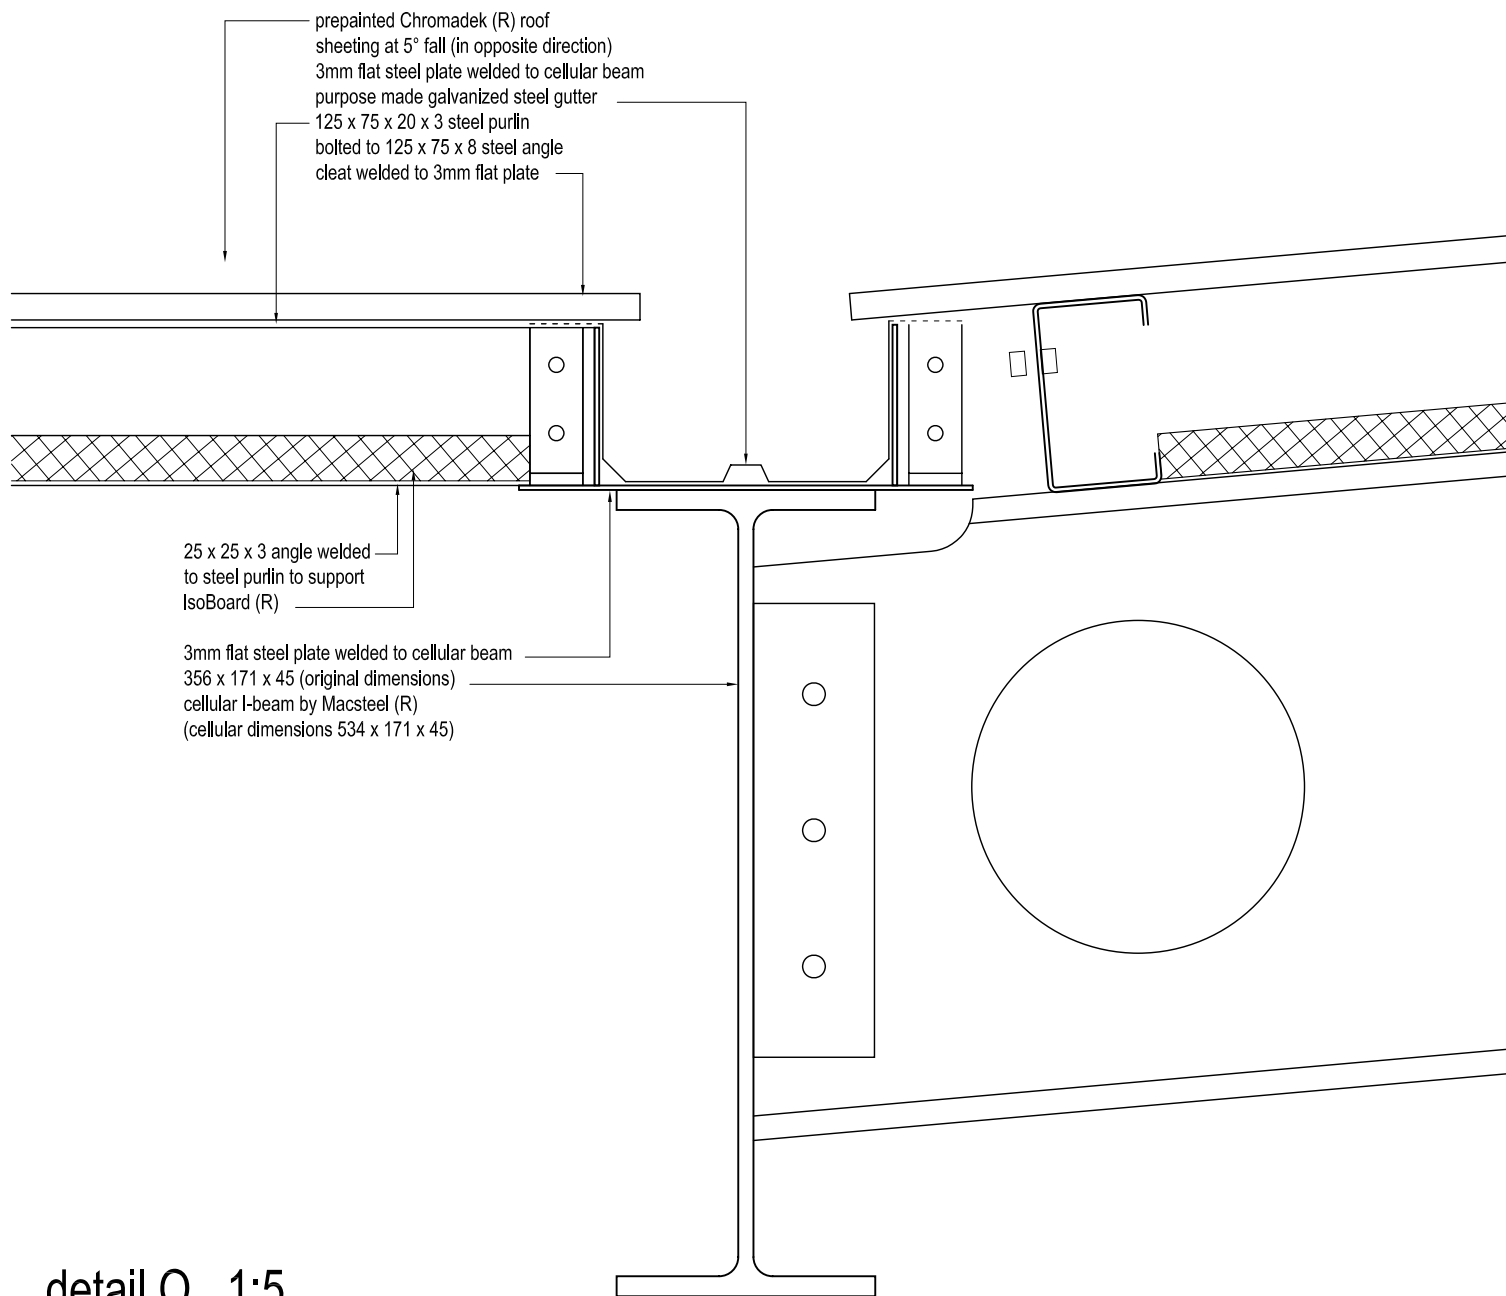 prepainted Chromadek (R) roof
sheeting at 5° fall (in opposite direction)
3mm flat steel plate welded to cellular beam
purpose made galvanized steel gutter
125 x 75 x 20 x 3 steel purlin
bolted to 125 x 75 x 8 steel angle
cleat welded to 3mm flat plate
25 x 25 x 3 angle welded
to steel purlin to support
IsoBoard (R)
3mm flat steel plate welded to cellular beam
356 x 171 x 45 (original dimensions)
cellular I-beam by Macsteel (R)
(cellular dimensions 534 x 171 x 45)
detail O 1:5